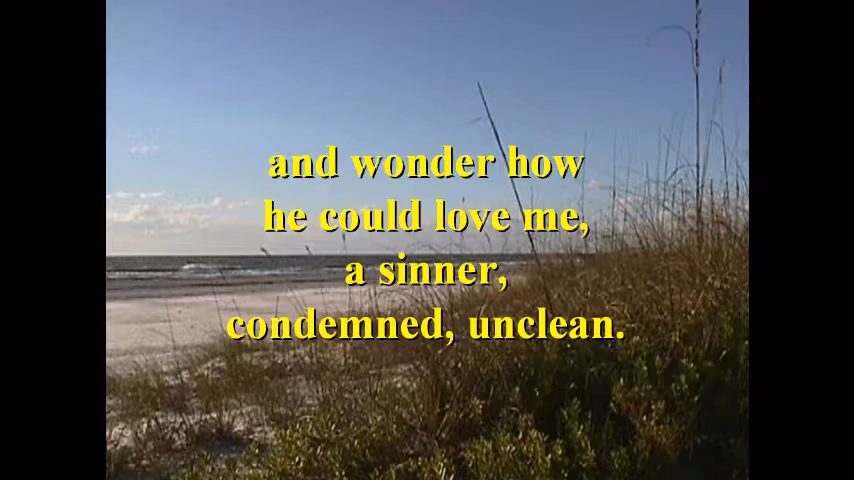 and wonder how
he could love me,
a sinner,
condemned, unclean.